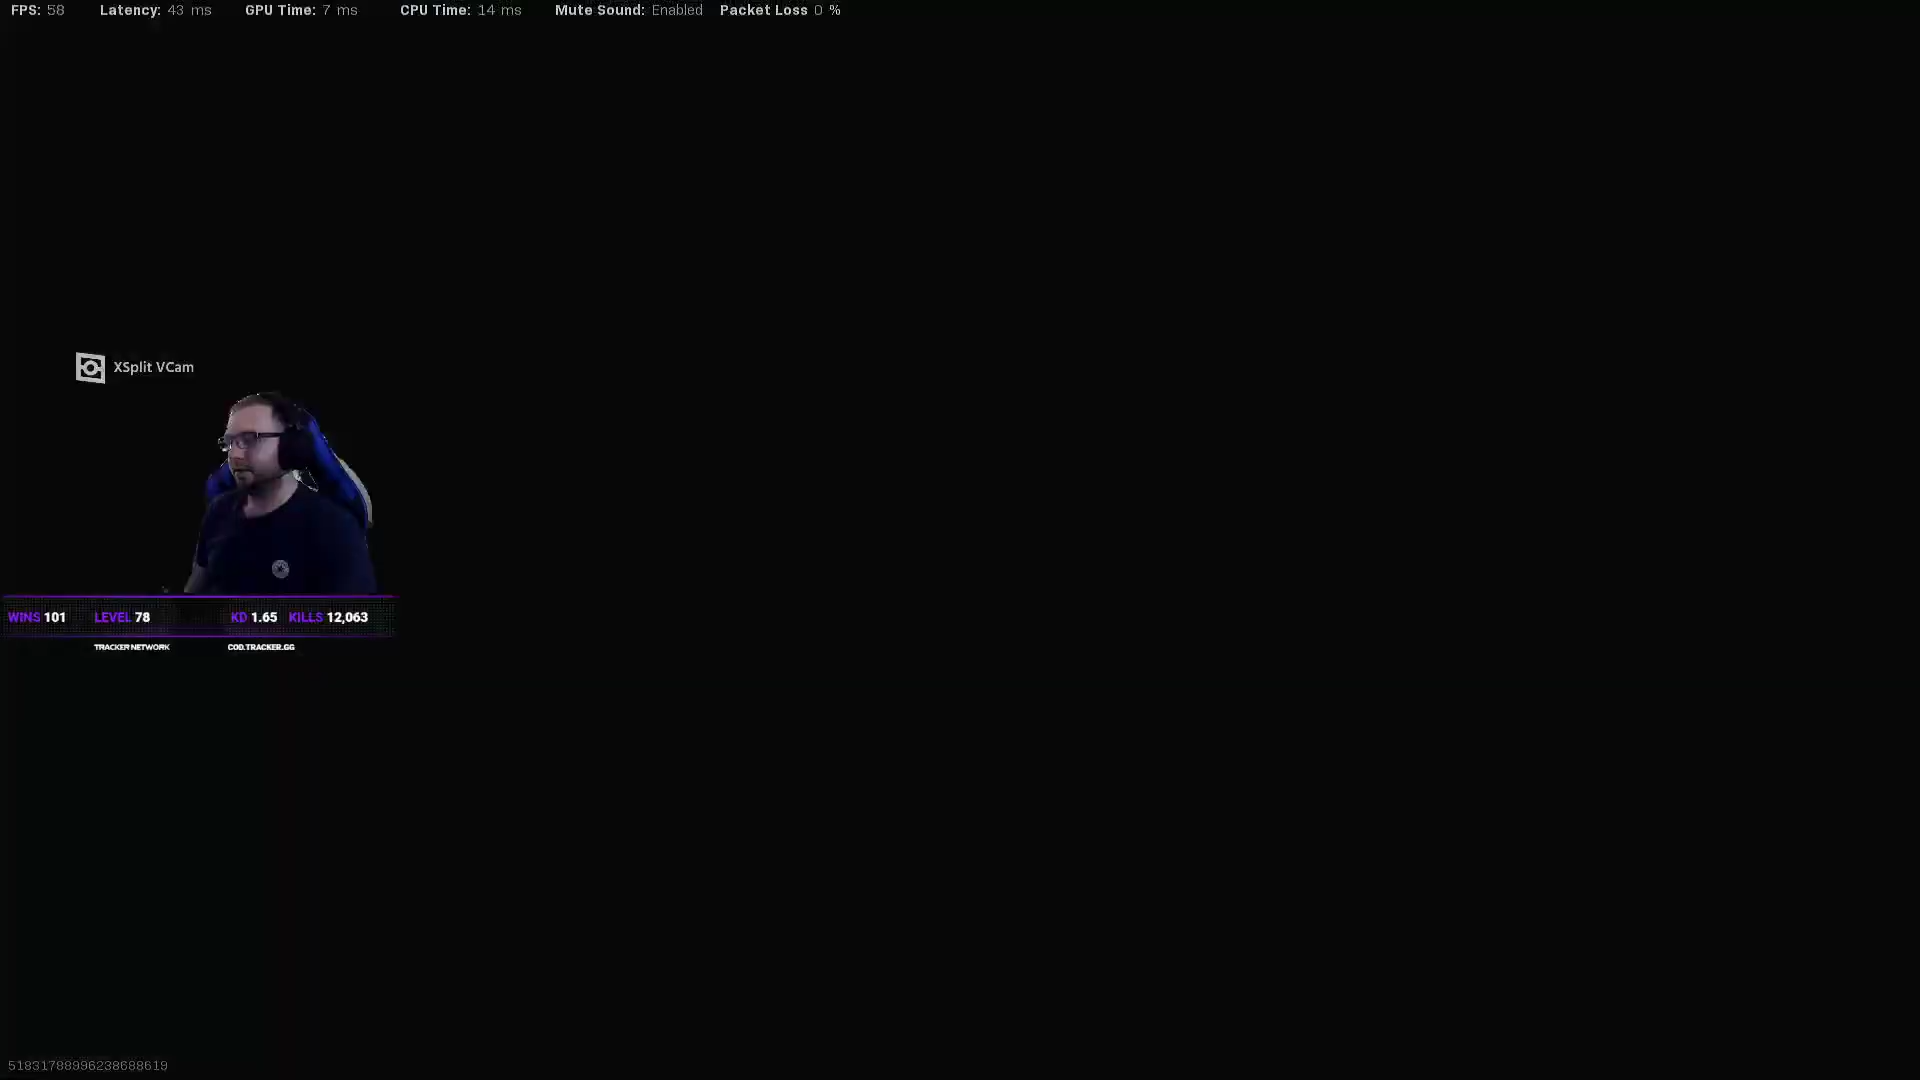 FPS: 58 Latency: 43 ms GPU Time: 7 ms CPU Time: 14 ms Mute Sound: Enabled Packet Loss 0 %
XSplit VCam
WINS 101 LEVEL 78 KD 1.65 KILLS 12,063
TRACKER NETWORK COD.TRACKER.GG
51831788996238688619